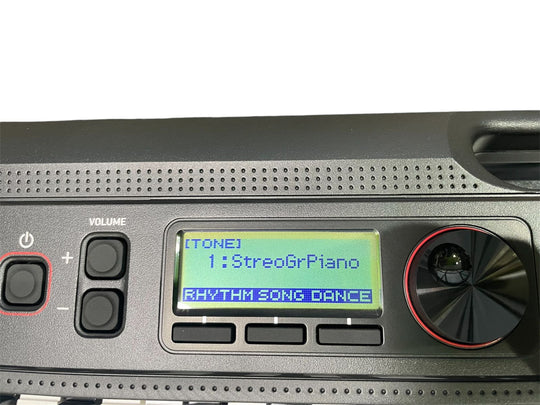 VOLUME
+
−
[TONE]
1:StreoGrPiano
RHYTHM SONG DANCE